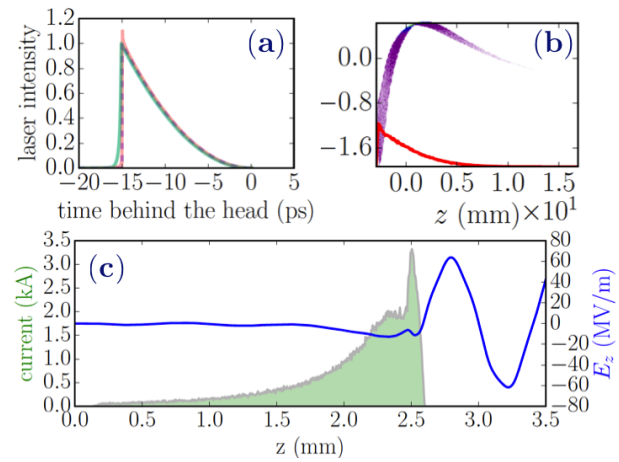 (a)
laser intensity
1.2
1.0
0.8
0.6
0.4
0.2
0.0
−20 −15 −10 −5 0 5
time behind the head (ps)
(b)
0.0
−0.8
−1.6
0.0 0.5 1.0 1.5
z (mm)×10¹
(c)
current (kA)
3.5
3.0
2.5
2.0
1.5
1.0
0.5
0.0
80
60
40
20
0
−20
−40
−60
−80
E_z (MV/m)
0.0 0.5 1.0 1.5 2.0 2.5 3.0 3.5
z (mm)